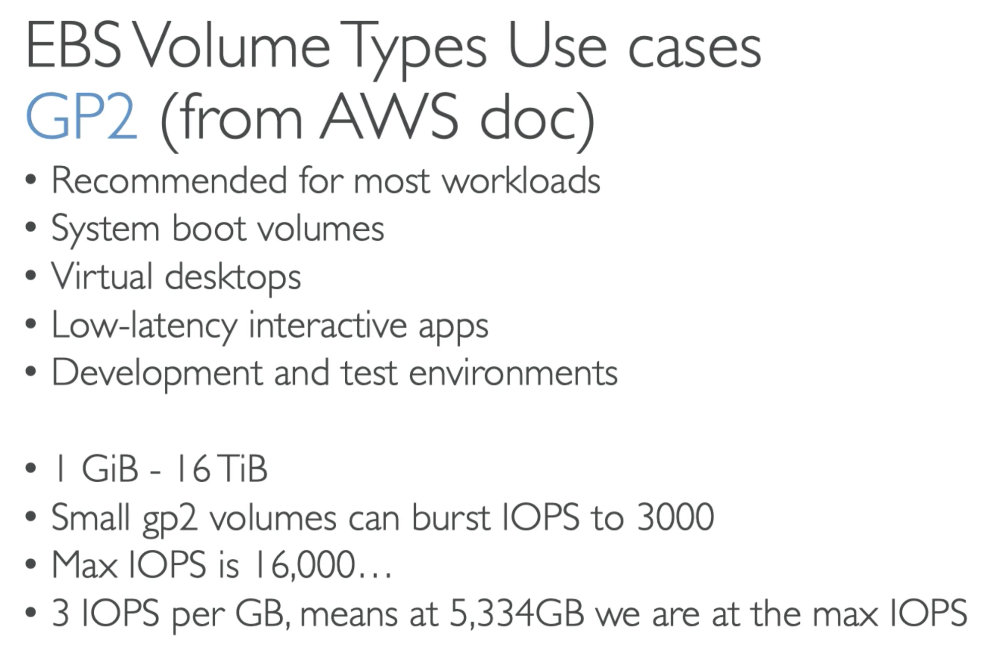 EBS Volume Types Use cases
GP2 (from AWS doc)
• Recommended for most workloads
• System boot volumes
• Virtual desktops
• Low-latency interactive apps
• Development and test environments
• 1 GiB - 16 TiB
• Small gp2 volumes can burst IOPS to 3000
• Max IOPS is 16,000…
• 3 IOPS per GB, means at 5,334GB we are at the max IOPS